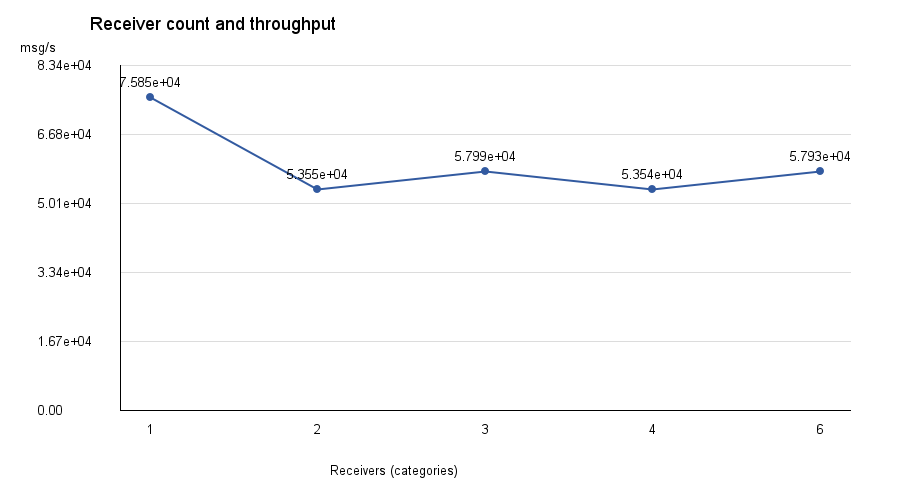 Receiver count and throughput
msg/s
8.34e+04
7.585e+04
6.68e+04
5.355e+04
5.799e+04
5.354e+04
5.793e+04
5.01e+04
3.34e+04
1.67e+04
0.00
1 2 3 4 6
Receivers (categories)